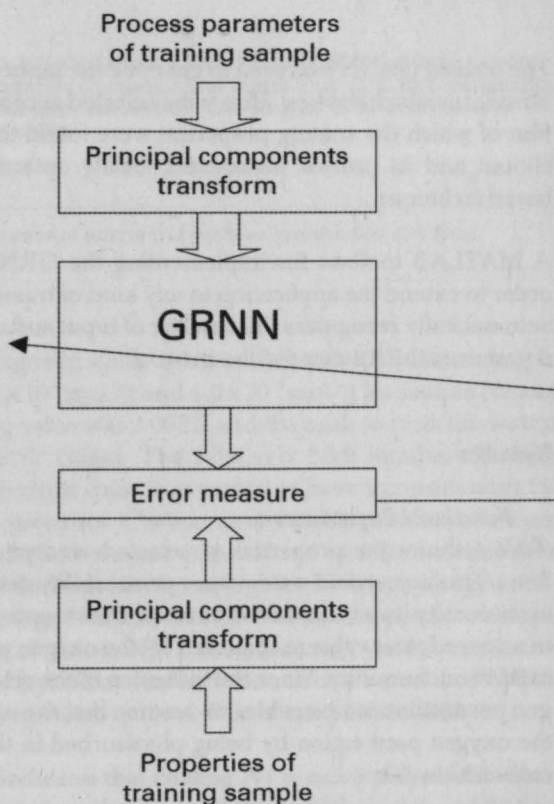 Process parameters
of training sample
Principal components
transform
GRNN
Error measure
Principal components
transform
Properties of
training sample